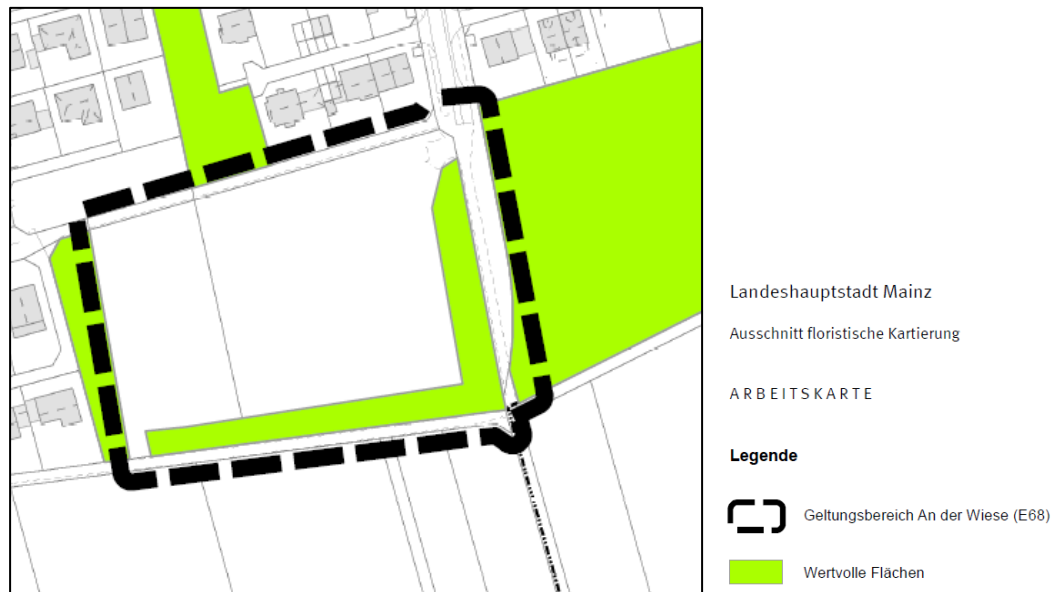 Landeshauptstadt Mainz
Ausschnitt floristische Kartierung
ARBEITSKARTE
Legende
Geltungsbereich An der Wiese (E68)
Wertvolle Flächen